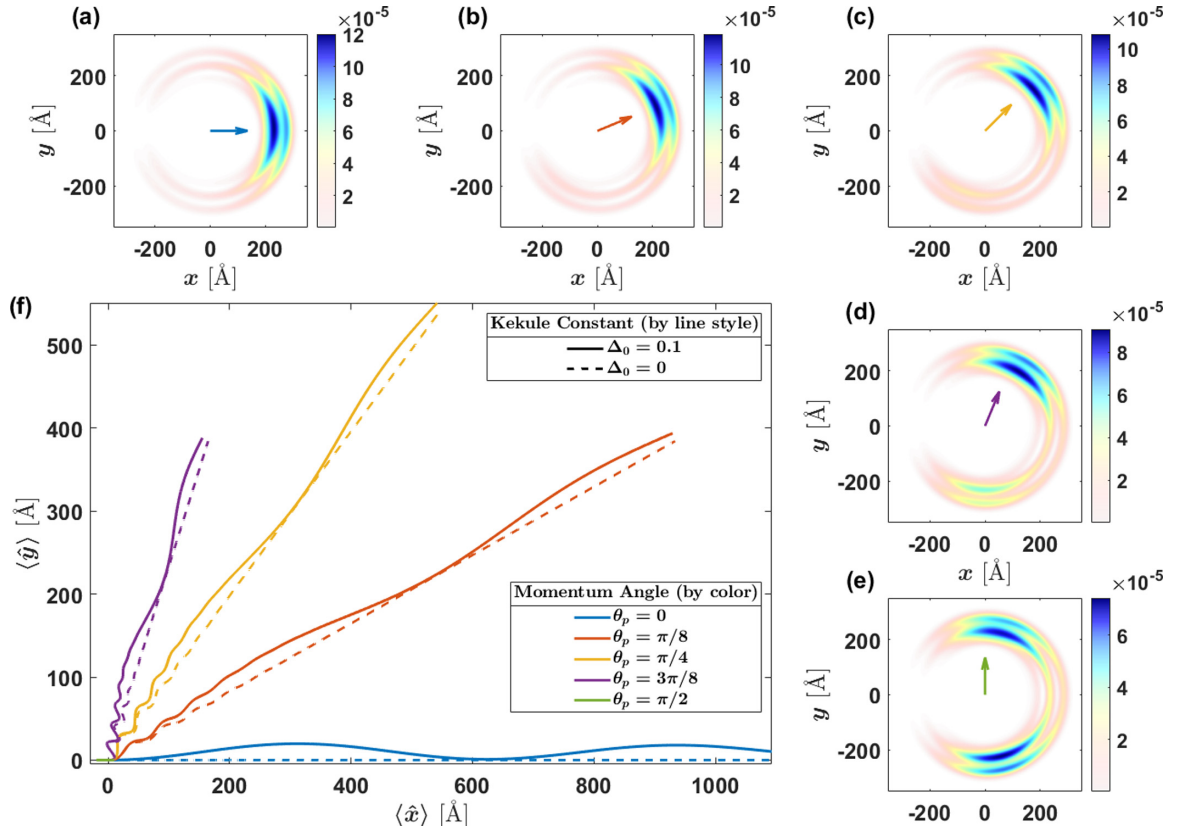 (a)
×10⁻⁵
200
0
-200
y [Å]
-200
0
200
x [Å]
12
10
8
6
4
2
(b)
×10⁻⁵
200
0
-200
y [Å]
-200
0
200
x [Å]
10
8
6
4
2
(c)
×10⁻⁵
200
0
-200
y [Å]
-200
0
200
x [Å]
10
8
6
4
2
(f)
500
400
300
200
100
0
⟨ŷ⟩ [Å]
0
200
400
600
800
1000
⟨x̂⟩ [Å]
Kekule Constant (by line style)
Δ₀ = 0.1
Δ₀ = 0
Momentum Angle (by color)
θₚ = 0
θₚ = π/8
θₚ = π/4
θₚ = 3π/8
θₚ = π/2
(d)
×10⁻⁵
200
0
-200
y [Å]
-200
0
200
x [Å]
8
6
4
2
(e)
×10⁻⁵
200
0
-200
y [Å]
-200
0
200
x [Å]
6
4
2